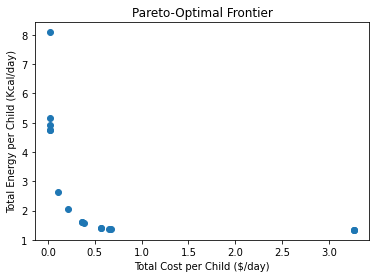 Pareto-Optimal Frontier
Total Energy per Child (Kcal/day)
8
7
6
5
4
3
2
1
0.0 0.5 1.0 1.5 2.0 2.5 3.0
Total Cost per Child ($/day)